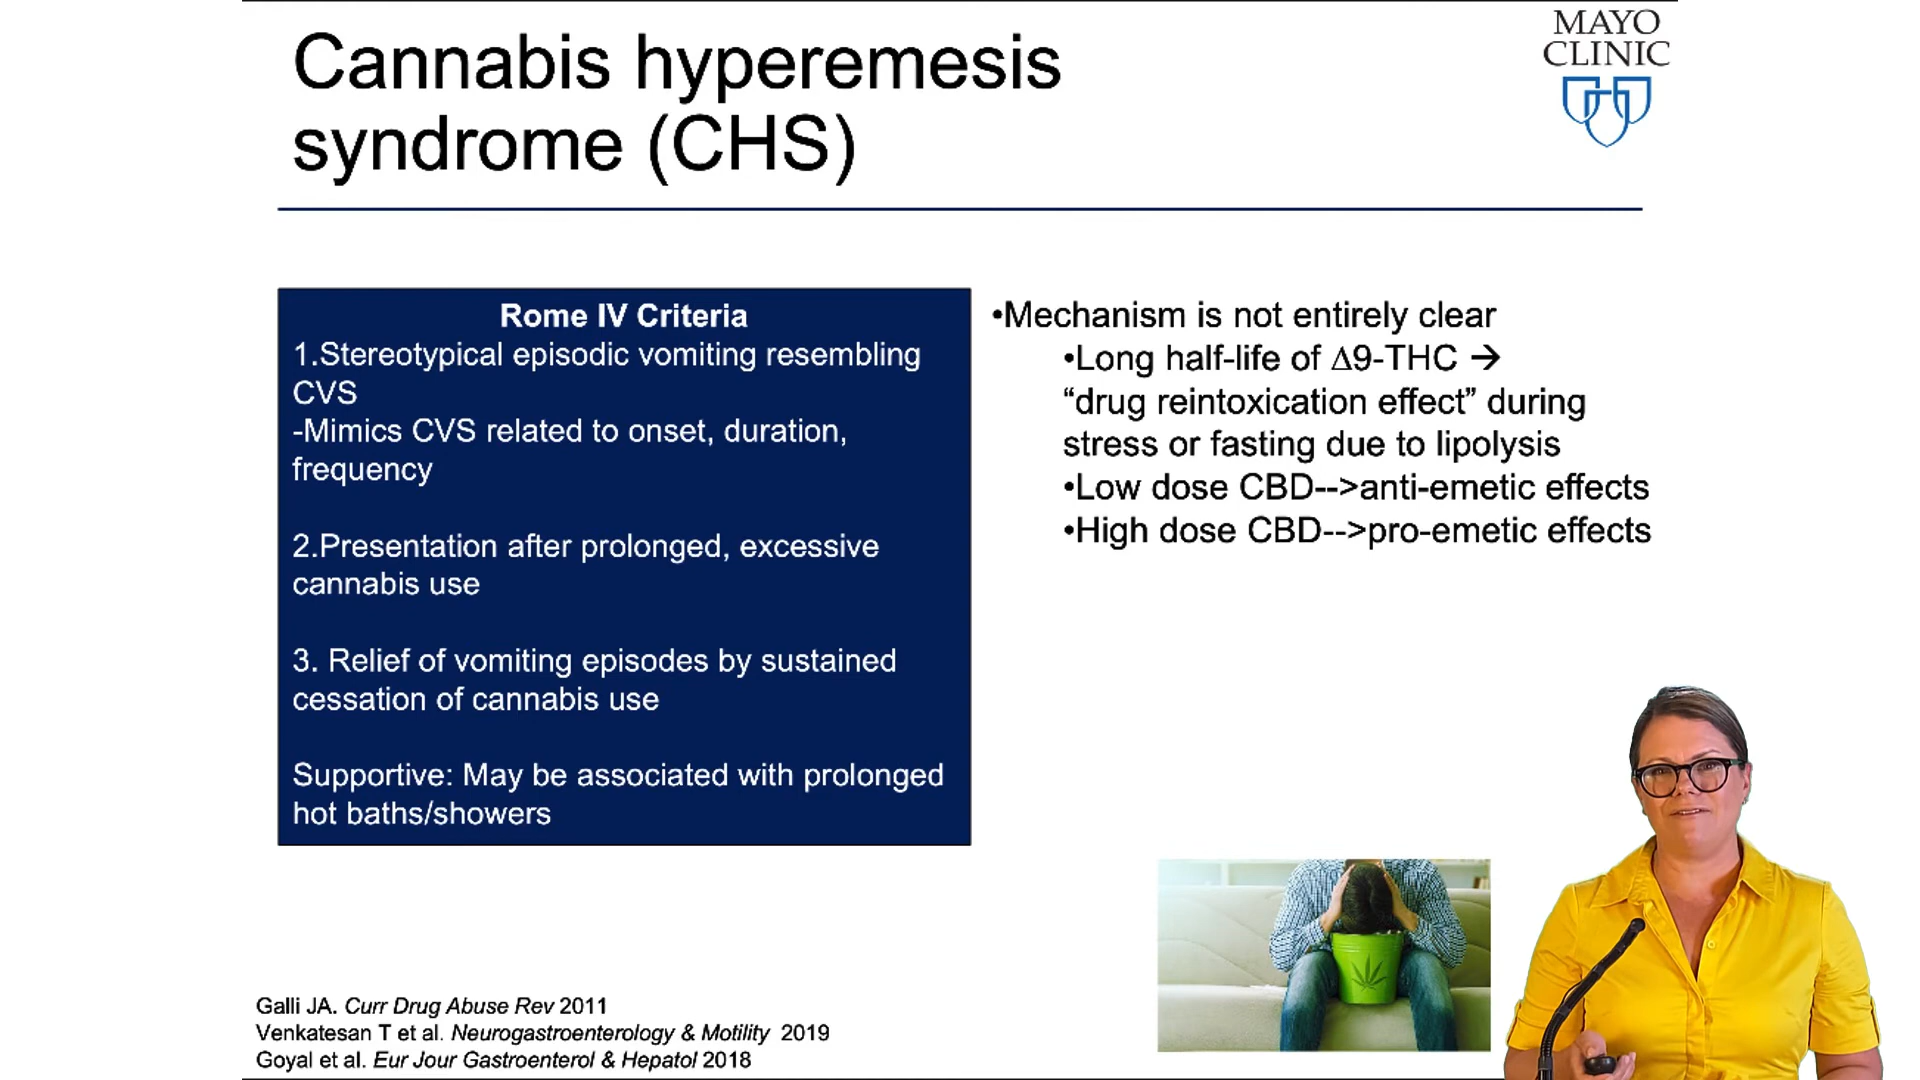 Cannabis hyperemesis
syndrome (CHS)
MAYO
CLINIC
Rome IV Criteria
1.Stereotypical episodic vomiting resembling
CVS
-Mimics CVS related to onset, duration,
frequency
2.Presentation after prolonged, excessive
cannabis use
3. Relief of vomiting episodes by sustained
cessation of cannabis use
Supportive: May be associated with prolonged
hot baths/showers
•Mechanism is not entirely clear
•Long half-life of Δ9-THC →
“drug reintoxication effect” during
stress or fasting due to lipolysis
•Low dose CBD-->anti-emetic effects
•High dose CBD-->pro-emetic effects
Galli JA. Curr Drug Abuse Rev 2011
Venkatesan T et al. Neurogastroenterology & Motility 2019
Goyal et al. Eur Jour Gastroenterol & Hepatol 2018